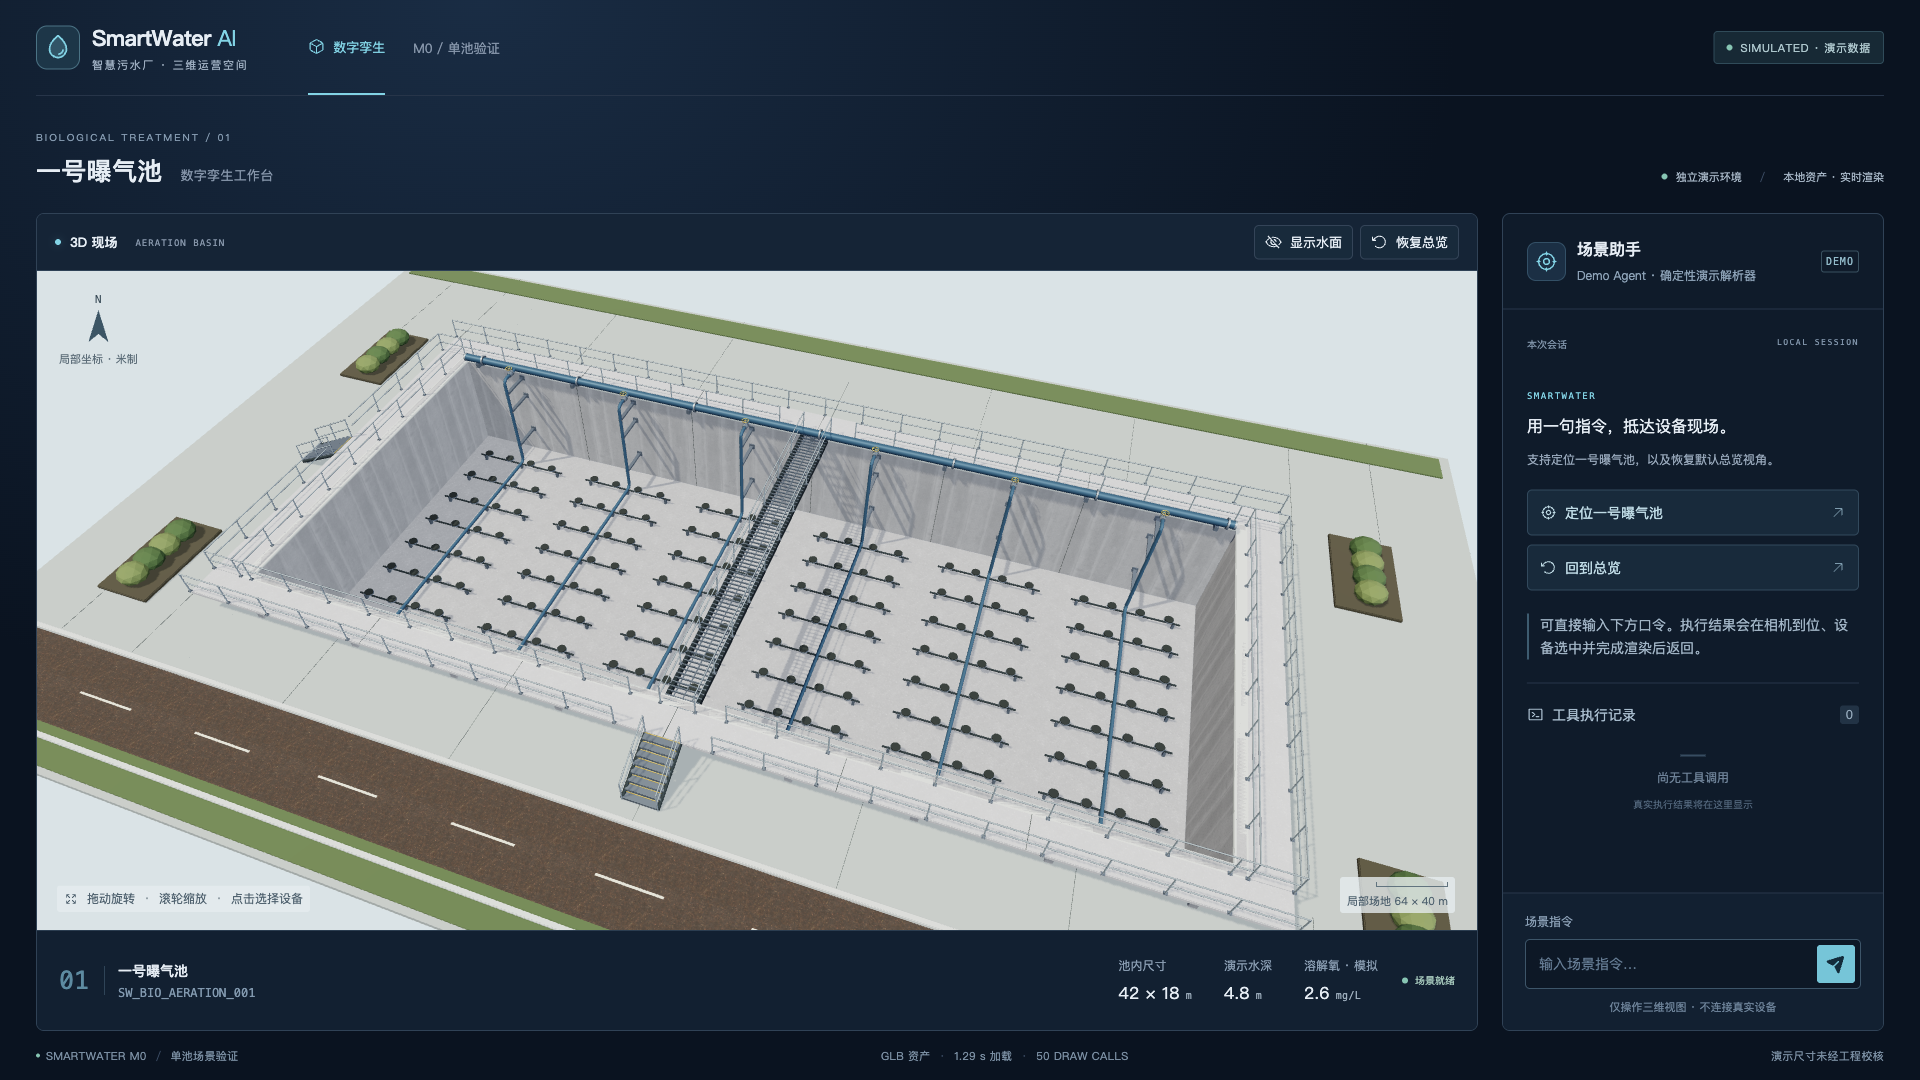 SmartWater AI
智慧污水厂 · 三维运营空间
数字孪生
M0 / 单池验证
SIMULATED · 演示数据
BIOLOGICAL TREATMENT / 01
一号曝气池
数字孪生工作台
独立演示环境 / 本地资产 · 实时渲染
3D 现场
AERATION BASIN
显示水面
恢复总览
N
局部坐标 · 米制
拖动旋转 · 滚轮缩放 · 点击选择设备
局部场地 64 × 40 m
01
一号曝气池
SW_BIO_AERATION_001
池内尺寸
42 × 18 m
演示水深
4.8 m
溶解氧 · 模拟
2.6 mg/L
场景就绪
场景助手
Demo Agent · 确定性演示解析器
DEMO
本次会话
LOCAL SESSION
SMARTWATER
用一句指令，抵达设备现场。
支持定位一号曝气池，以及恢复默认总览视角。
定位一号曝气池
回到总览
可直接输入下方口令。执行结果会在相机到位、设
备选中并完成渲染后返回。
工具执行记录
0
尚无工具调用
真实执行结果将在这里显示
场景指令
输入场景指令...
仅操作三维视图 · 不连接真实设备
SMARTWATER M0 / 单池场景验证
GLB 资产 · 1.29 s 加载 · 50 DRAW CALLS
演示尺寸未经工程校核